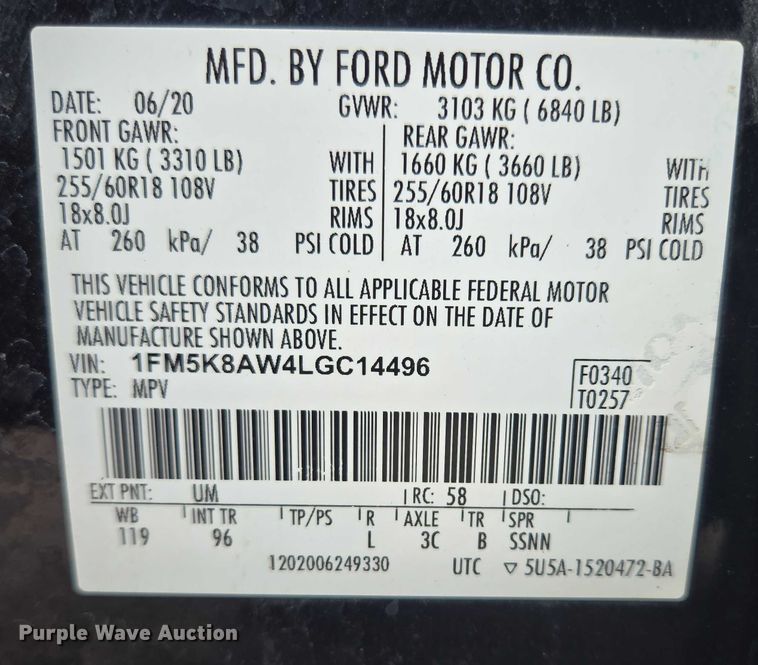 MFD. BY FORD MOTOR CO.
DATE: 06/20 GVWR: 3103 KG ( 6840 LB)
FRONT GAWR: REAR GAWR:
1501 KG ( 3310 LB) WITH 1660 KG ( 3660 LB) WITH
255/60R18 108V TIRES 255/60R18 108V TIRES
18x8.0J RIMS 18x8.0J RIMS
AT 260 kPa/ 38 PSI COLD AT 260 kPa/ 38 PSI COLD
THIS VEHICLE CONFORMS TO ALL APPLICABLE FEDERAL MOTOR
VEHICLE SAFETY STANDARDS IN EFFECT ON THE DATE OF
MANUFACTURE SHOWN ABOVE.
VIN: 1FM5K8AW4LGC14496
TYPE: MPV
F0340
T0257
EXT PNT: UM RC: 58 DSO:
WB INT TR TP/PS R AXLE TR SPR
119 96 L 3C B SSNN
1202006249330 UTC ▽ 5U5A-1520472-BA
Purple Wave Auction